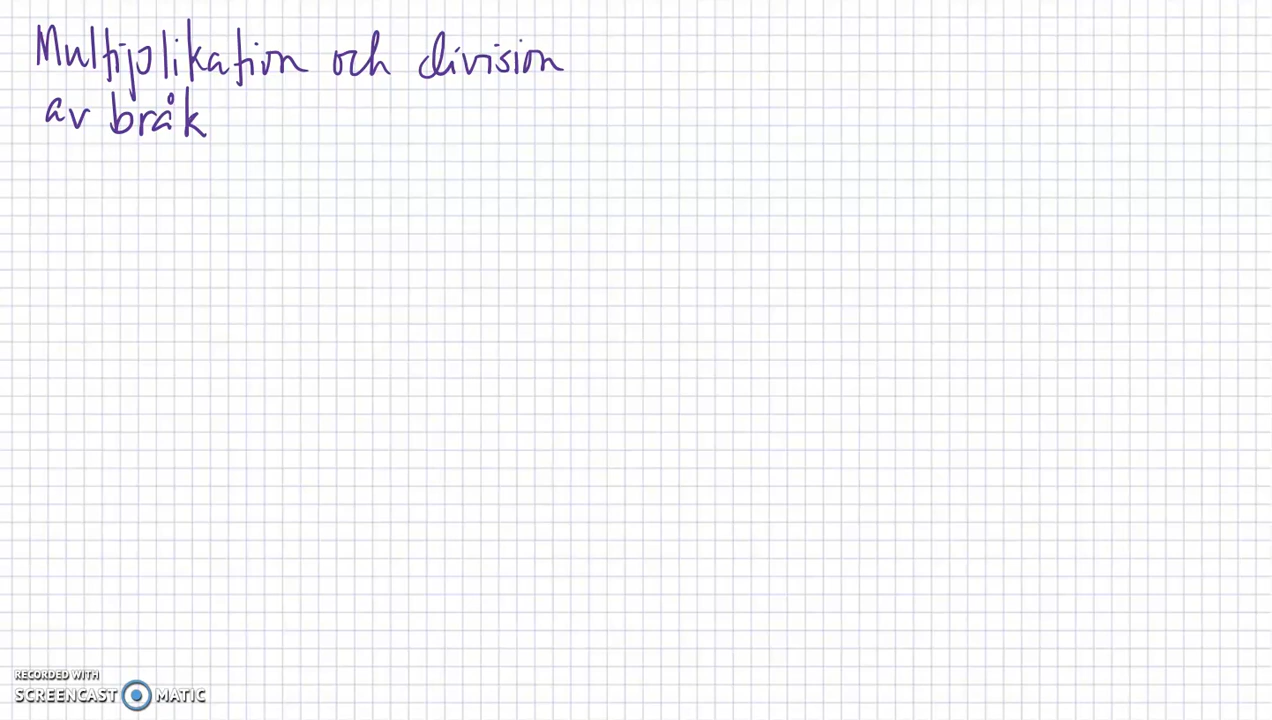 Multiplikation och division
av bråk
RECORDED WITH
SCREENCAST MATIC